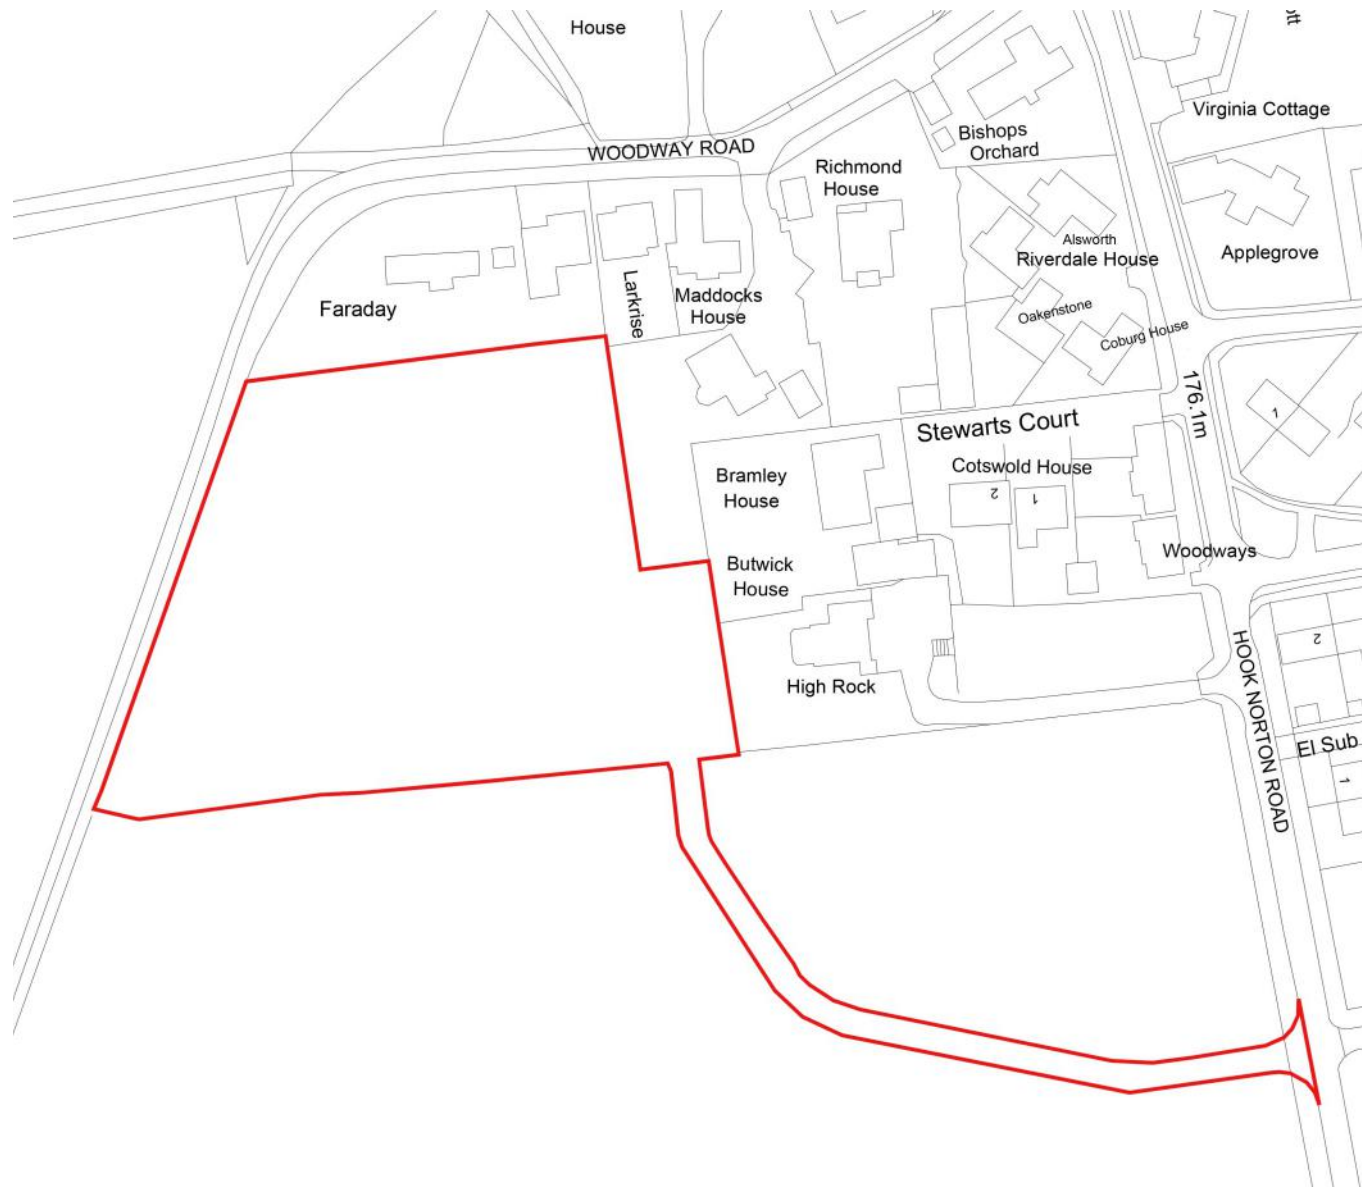 House
ott
Virginia Cottage
WOODWAY ROAD
Bishops
Orchard
Richmond
House
Alsworth
Riverdale House
Applegrove
Faraday
Larkrise
Maddocks
House
Oakenstone
Coburg House
176.1m
1
Stewarts Court
Bramley
House
Cotswold House
2
1
Woodways
Butwick
House
High Rock
HOOK NORTON ROAD
2
El Sub
1